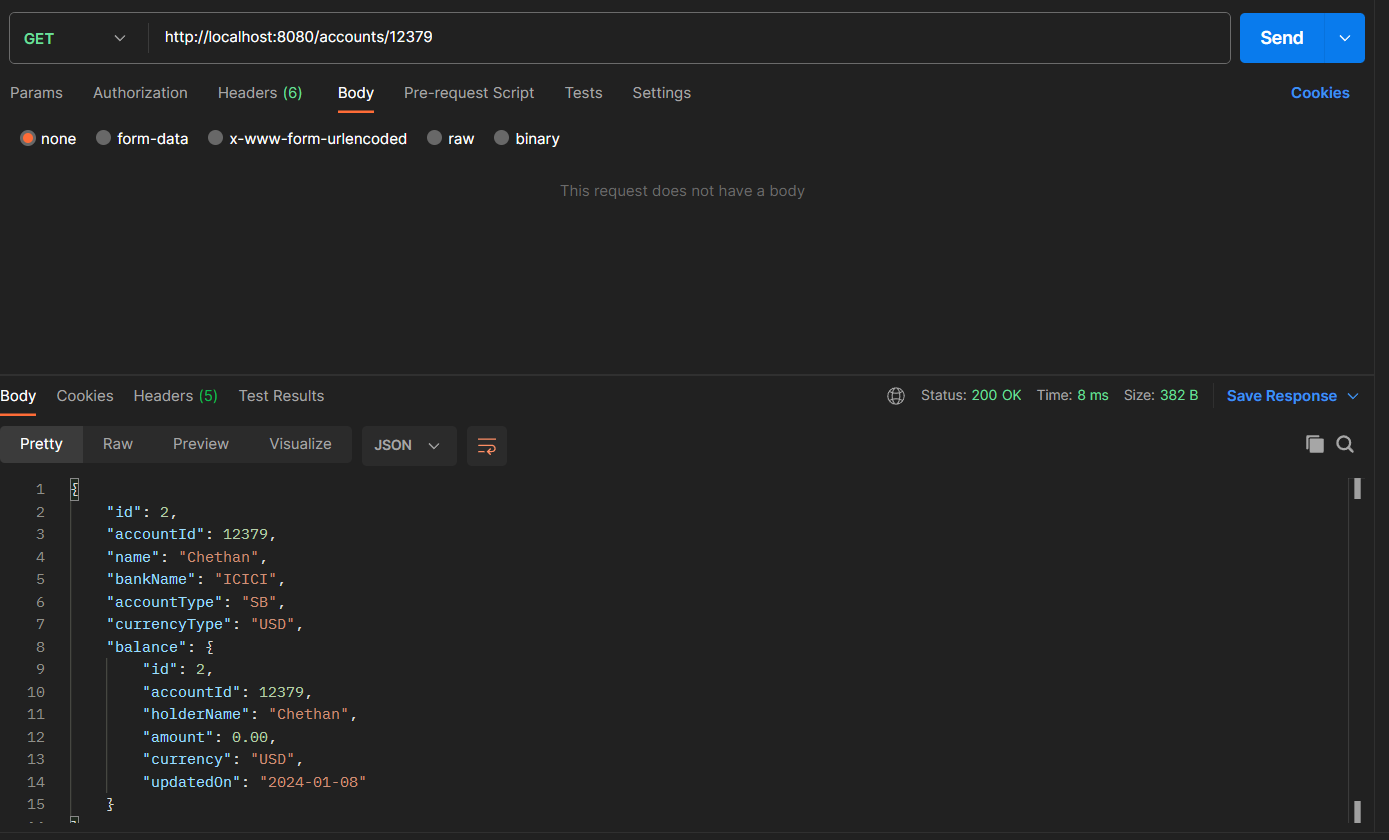 GET http://localhost:8080/accounts/12379 Send
Params Authorization Headers (6) Body Pre-request Script Tests Settings Cookies
none form-data x-www-form-urlencoded raw binary
This request does not have a body
Body Cookies Headers (5) Test Results Status: 200 OK Time: 8 ms Size: 382 B Save Response
Pretty Raw Preview Visualize JSON
1 {
2 "id": 2,
3 "accountId": 12379,
4 "name": "Chethan",
5 "bankName": "ICICI",
6 "accountType": "SB",
7 "currencyType": "USD",
8 "balance": {
9 "id": 2,
10 "accountId": 12379,
11 "holderName": "Chethan",
12 "amount": 0.00,
13 "currency": "USD",
14 "updatedOn": "2024-01-08"
15 }